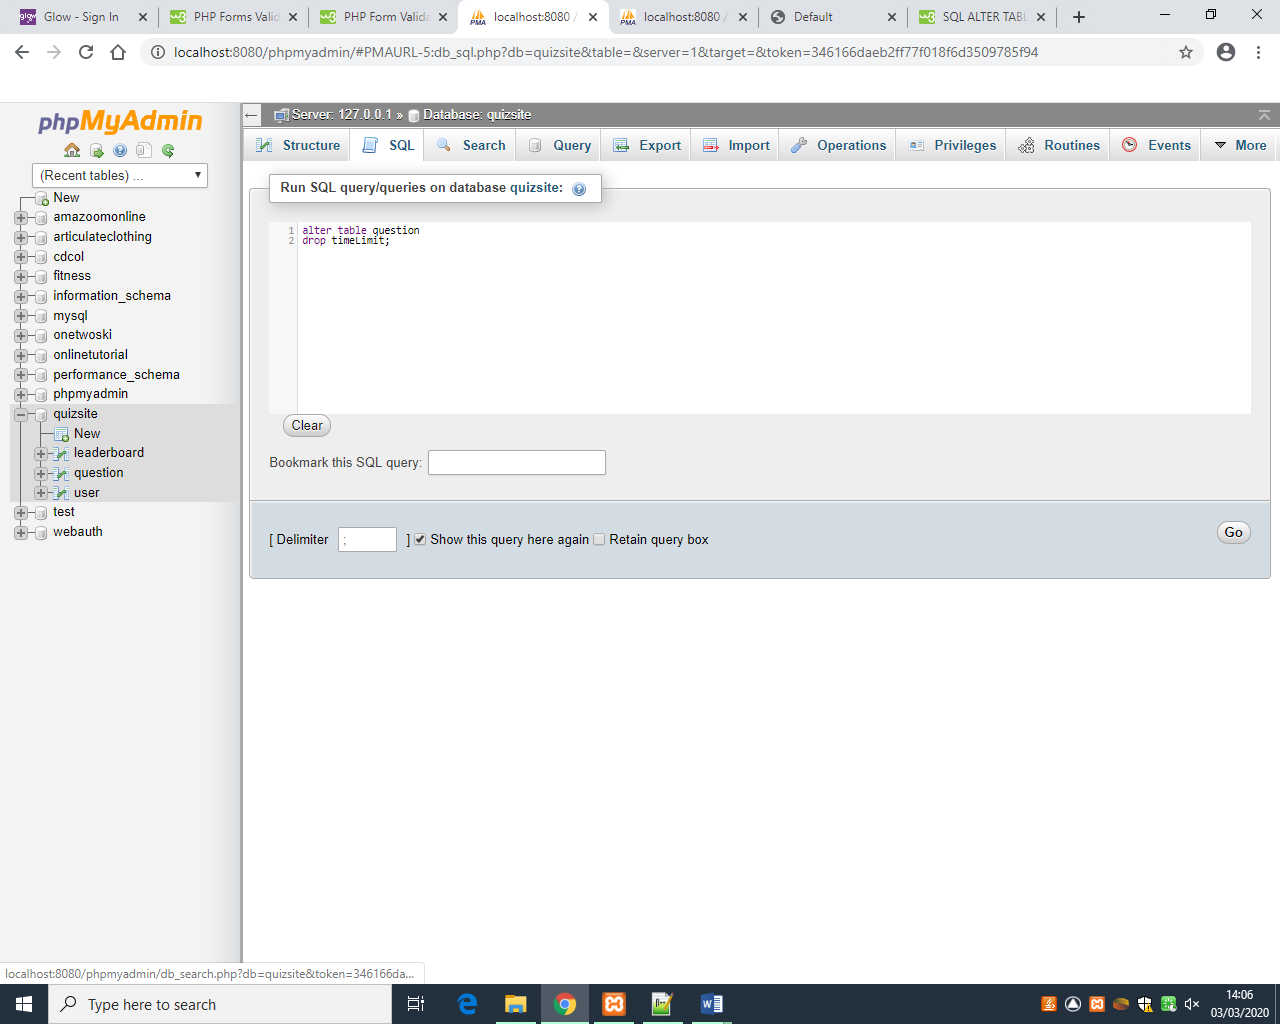 Glow - Sign In
PHP Forms Valid
PHP Form Valida
localhost:8080 /
localhost:8080 /
Default
SQL ALTER TABL
localhost:8080/phpmyadmin/#PMAURL-5:db_sql.php?db=quizsite&table=&server=1&target=&token=346166daeb2ff77f018f6d3509785f94
phpMyAdmin
(Recent tables) ...
New
amazoomonline
articulateclothing
cdcol
fitness
information_schema
mysql
onetwoski
onlinetutorial
performance_schema
phpmyadmin
quizsite
New
leaderboard
question
user
test
webauth
Server: 127.0.0.1 » Database: quizsite
Structure
SQL
Search
Query
Export
Import
Operations
Privileges
Routines
Events
More
Run SQL query/queries on database quizsite:
1 alter table question
2 drop timeLimit;
Clear
Bookmark this SQL query:
[ Delimiter ; ] Show this query here again Retain query box
Go
localhost:8080/phpmyadmin/db_search.php?db=quizsite&token=346166da...
Type here to search
14:06
03/03/2020